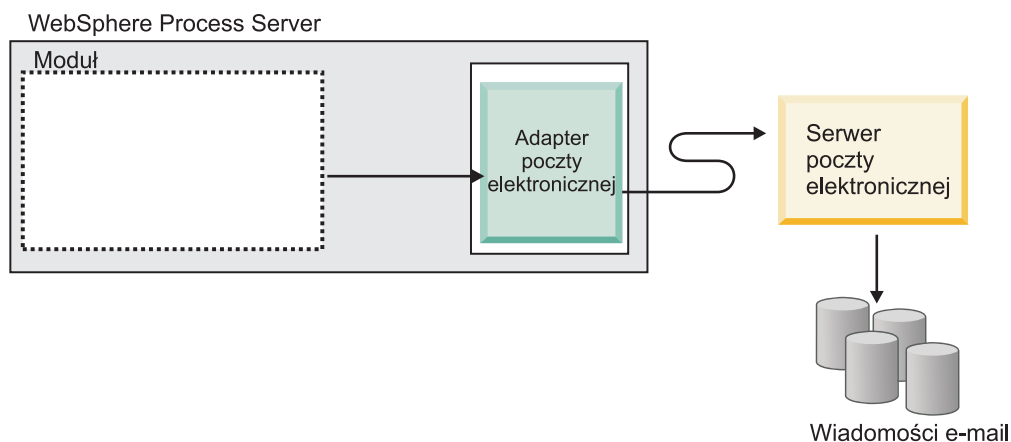 WebSphere Process Server
Moduł
Adapter
poczty
elektronicznej
Serwer
poczty
elektronicznej
Wiadomości e-mail